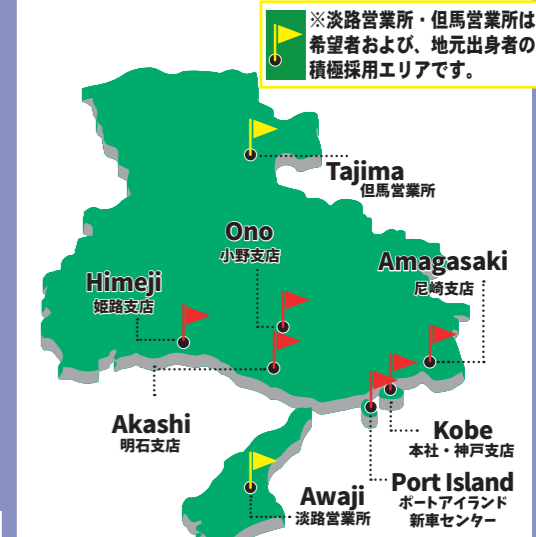 ※淡路営業所・但馬営業所は
希望者および、地元出身者の
積極採用エリアです。
Tajima
但馬営業所
Ono
小野支店
Amagasaki
尼崎支店
Himeji
姫路支店
Akashi
明石支店
Kobe
本社・神戸支店
Port Island
ポートアイランド
新車センター
Awaji
淡路営業所